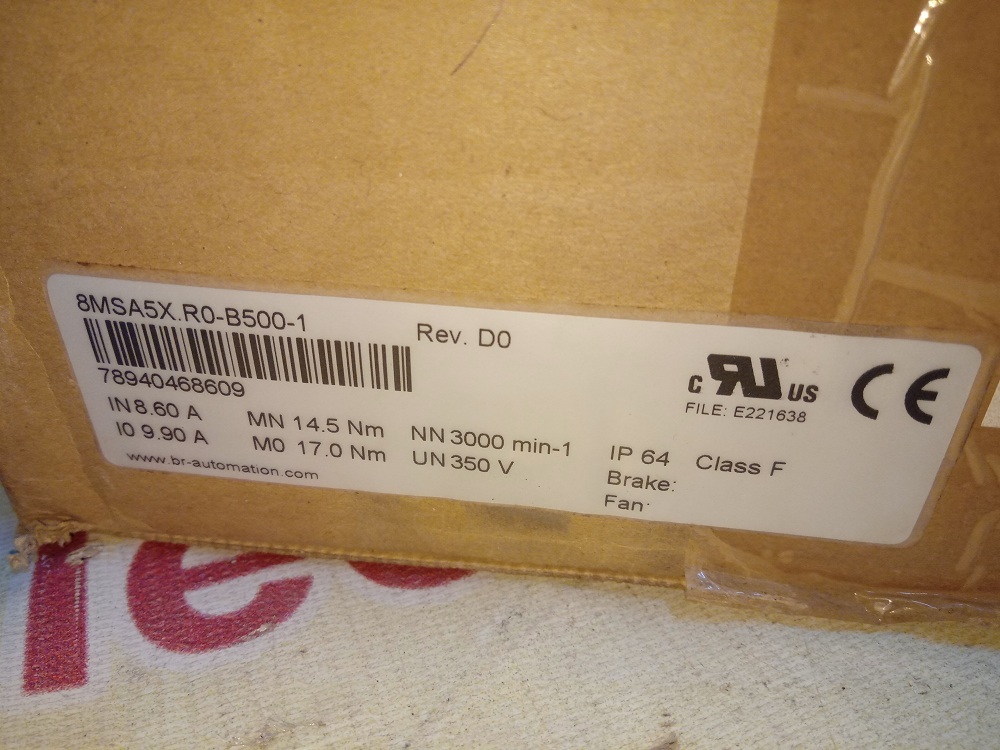 8MSA5X.R0-B500-1
Rev. D0
78940468609
IN 8.60 A
MN 14.5 Nm
NN 3000 min-1
IP 64 Class F
I0 9.90 A
M0 17.0 Nm
UN 350 V
Brake:
www.br-automation.com
Fan:
C RU US
FILE: E221638
CE